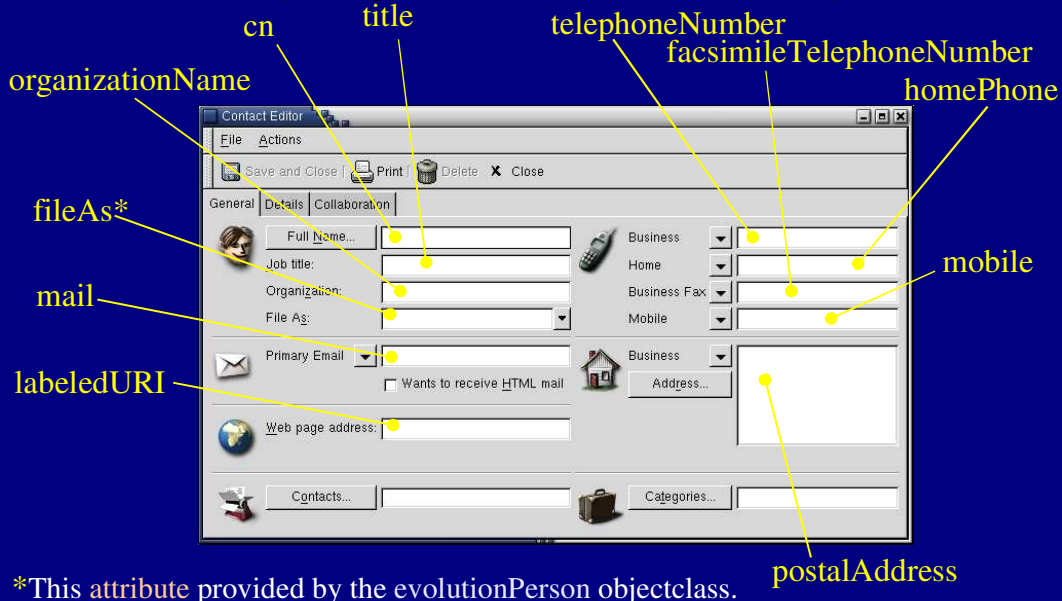 cn
title
telephoneNumber
facsimileTelephoneNumber
organizationName
homePhone
Contact Editor
File Actions
Save and Close Print Delete X Close
General Details Collaboration
fileAs*
Full Name...
Business
Job title:
Home
mobile
Organization:
Business Fax
mail
File As:
Mobile
Primary Email
Business
labeledURI
Wants to receive HTML mail
Address...
Web page address:
Contacts...
Categories...
postalAddress
*This attribute provided by the evolutionPerson objectclass.